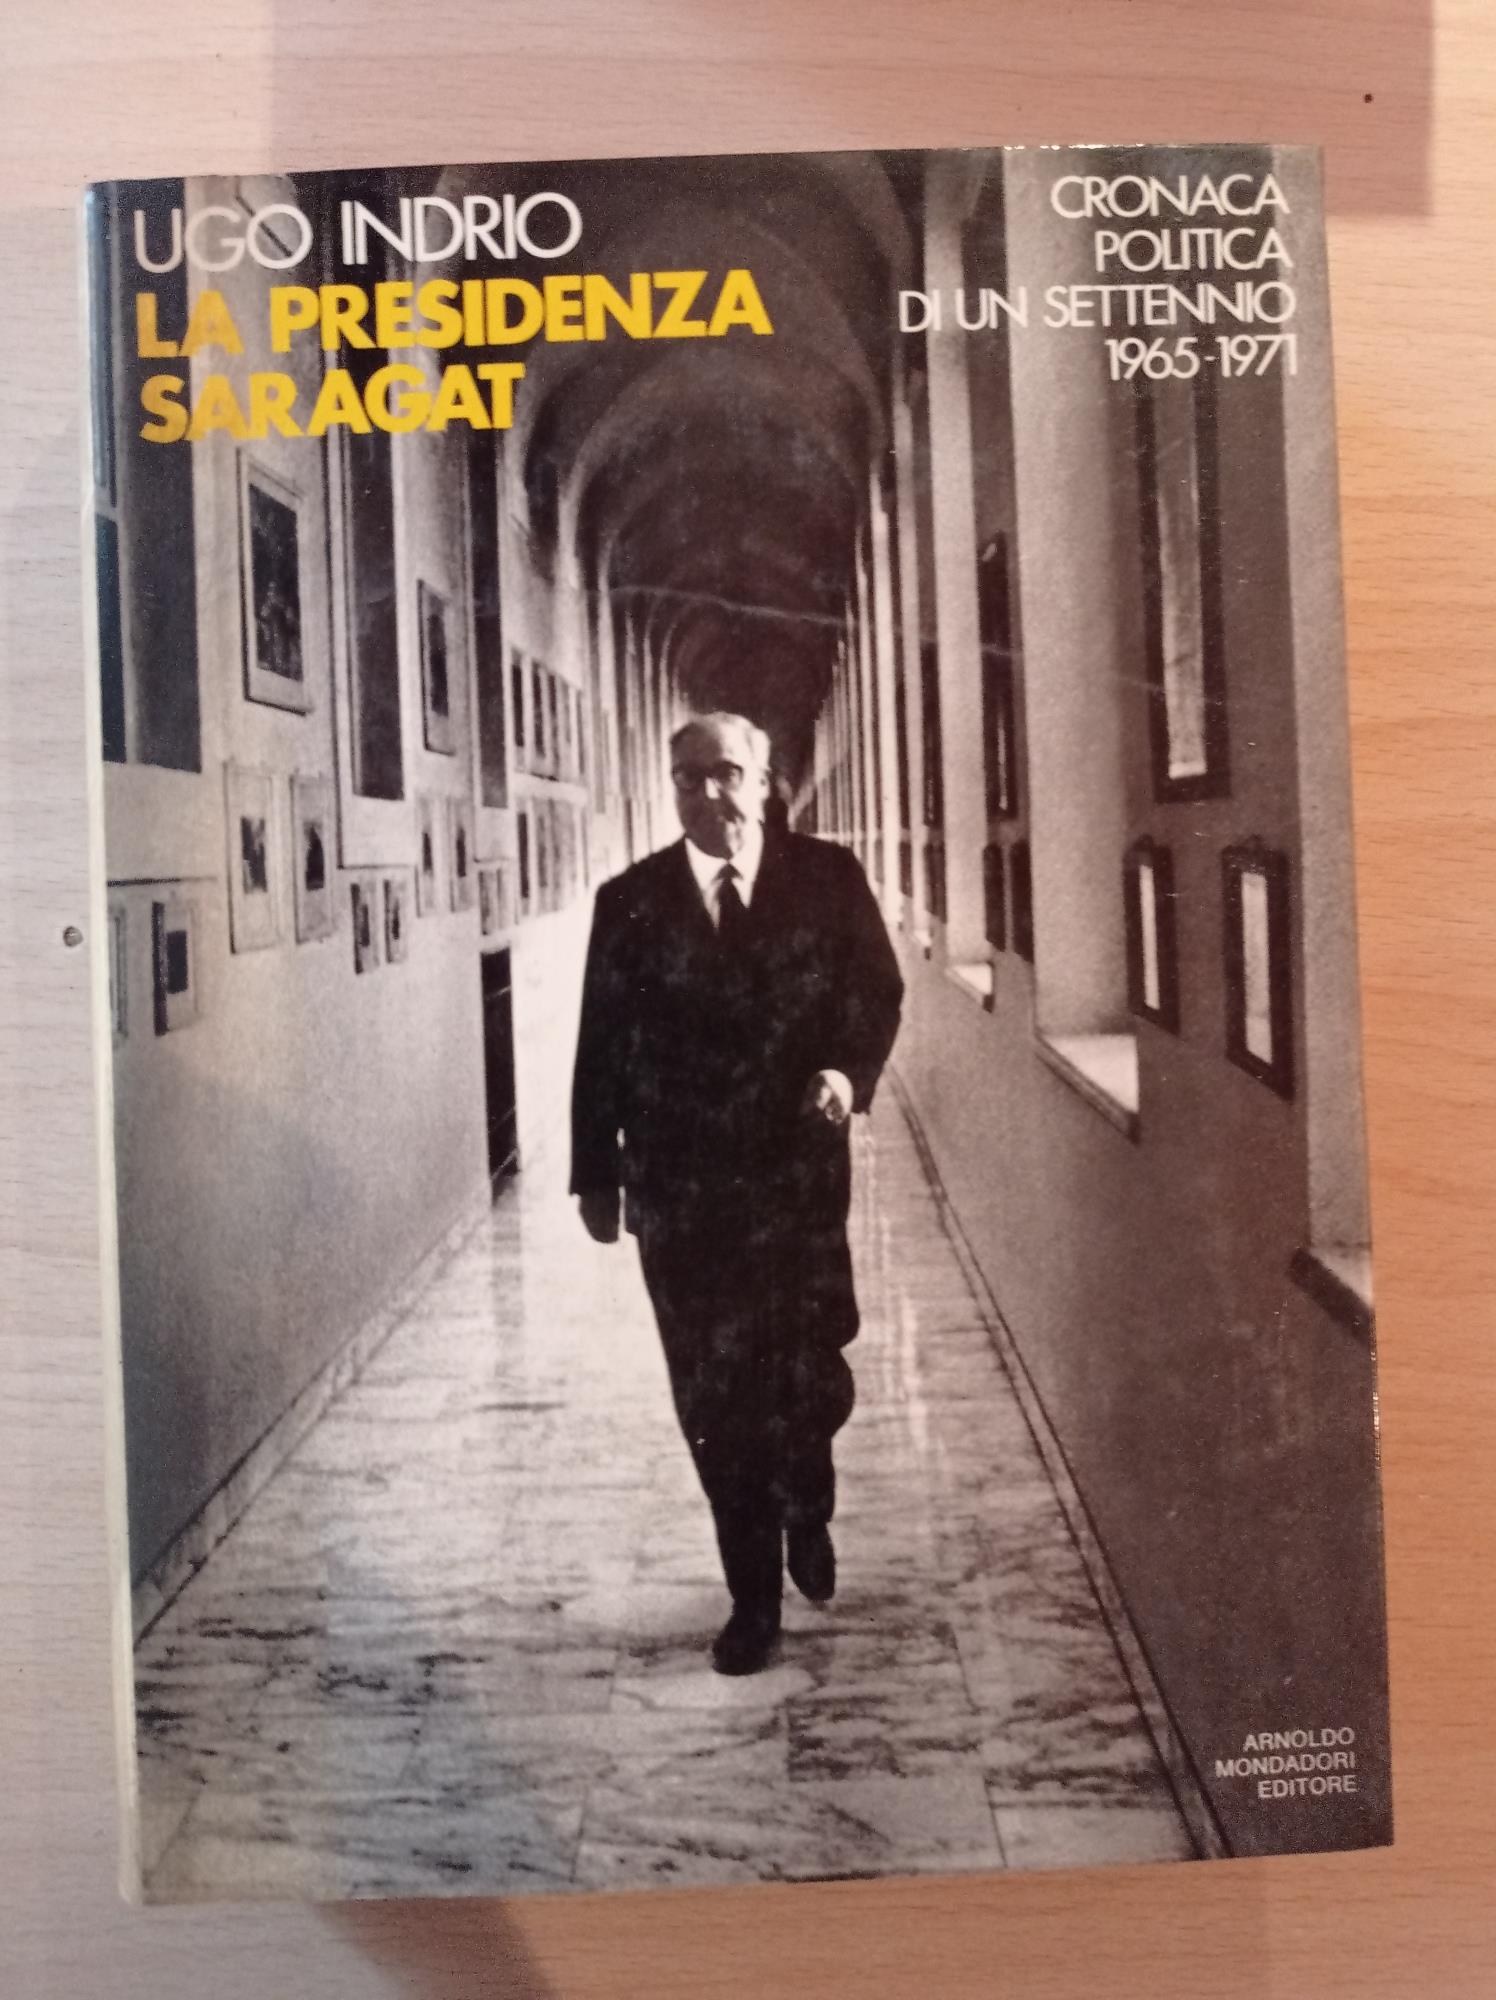 UGO INDRIO
LA PRESIDENZA
SARAGAT
CRONACA
POLITICA
DI UN SETTENNIO
1965-1971
ARNOLDO
MONDADORI
EDITORE